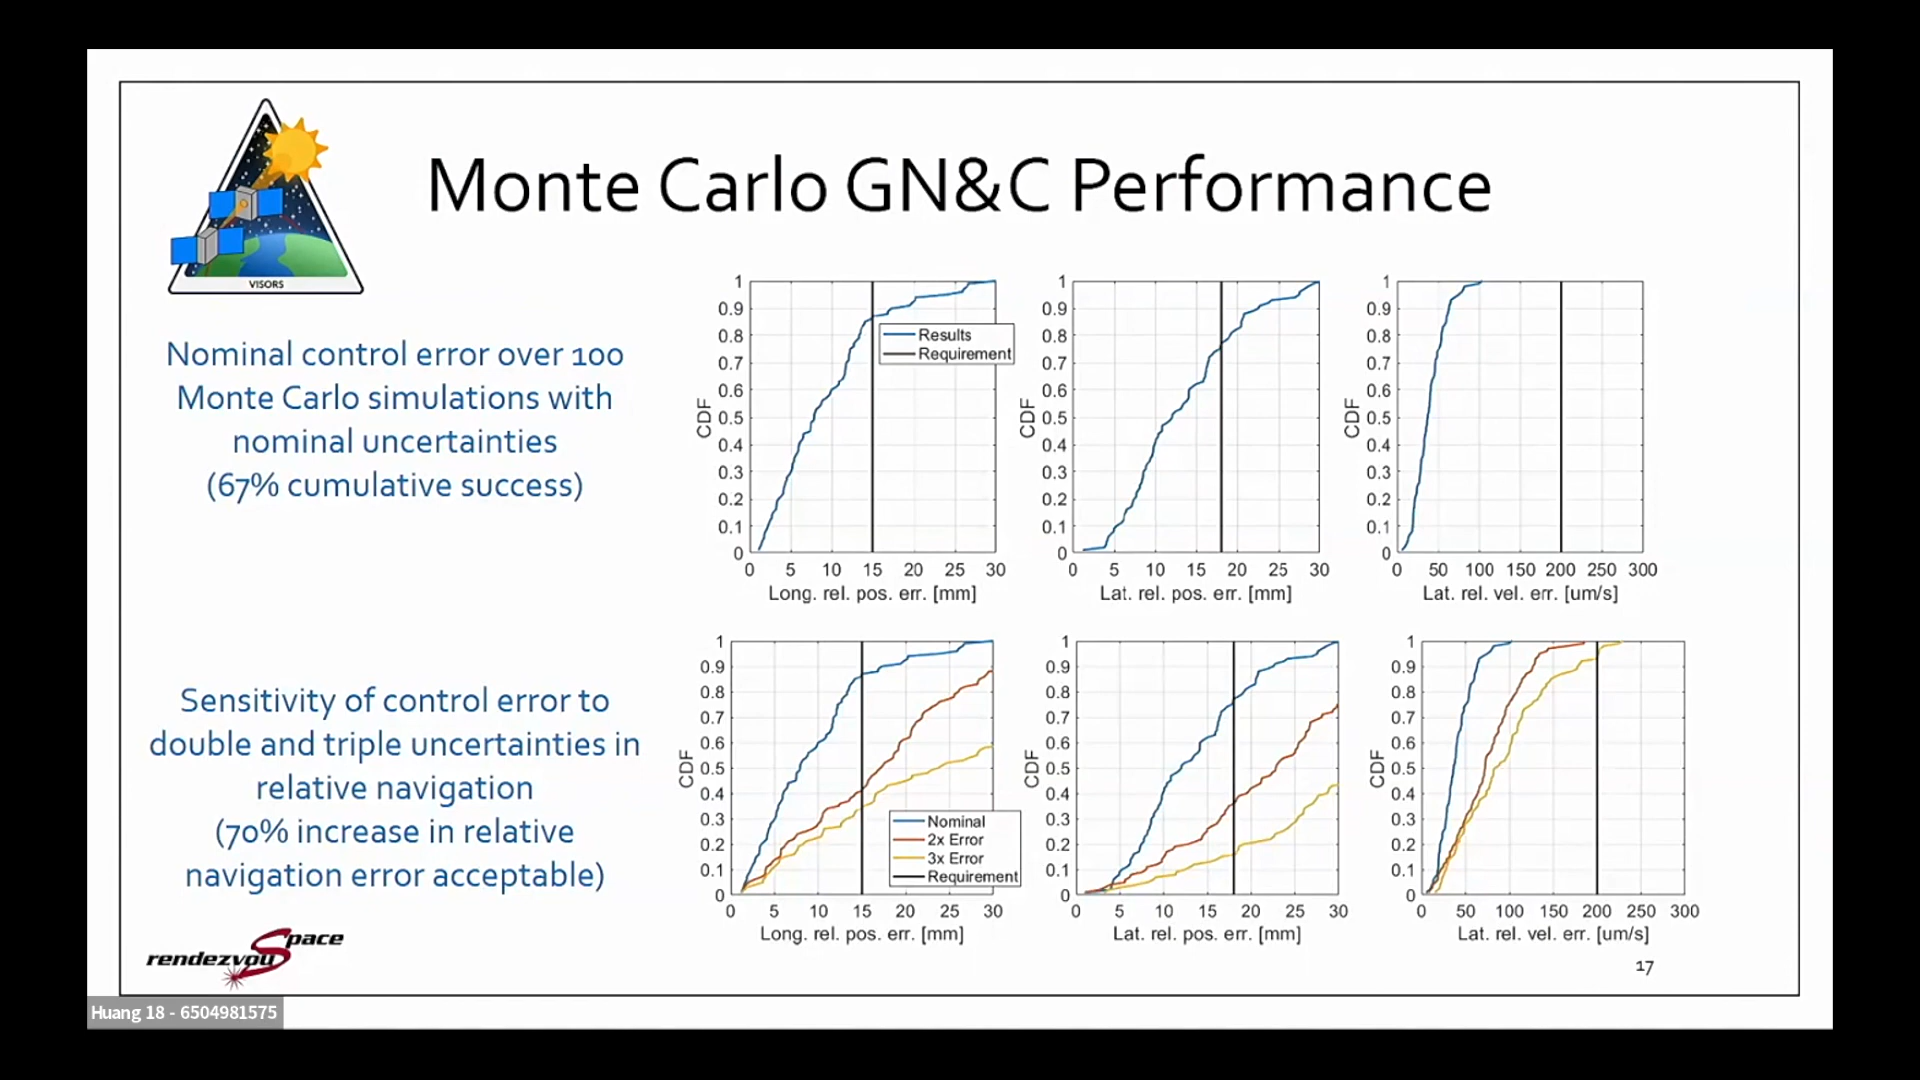 VISORS
Monte Carlo GN&C Performance
Nominal control error over 100
Monte Carlo simulations with
nominal uncertainties
(67% cumulative success)
1
0.9
0.8
0.7
0.6
0.5
0.4
0.3
0.2
0.1
0
CDF
Results
Requirement
0 5 10 15 20 25 30
Long. rel. pos. err. [mm]
1
0.9
0.8
0.7
0.6
0.5
0.4
0.3
0.2
0.1
0
CDF
0 5 10 15 20 25 30
Lat. rel. pos. err. [mm]
1
0.9
0.8
0.7
0.6
0.5
0.4
0.3
0.2
0.1
0
CDF
0 50 100 150 200 250 300
Lat. rel. vel. err. [um/s]
Sensitivity of control error to
double and triple uncertainties in
relative navigation
(70% increase in relative
navigation error acceptable)
1
0.9
0.8
0.7
0.6
0.5
0.4
0.3
0.2
0.1
0
CDF
Nominal
2x Error
3x Error
Requirement
0 5 10 15 20 25 30
Long. rel. pos. err. [mm]
1
0.9
0.8
0.7
0.6
0.5
0.4
0.3
0.2
0.1
0
CDF
0 5 10 15 20 25 30
Lat. rel. pos. err. [mm]
1
0.9
0.8
0.7
0.6
0.5
0.4
0.3
0.2
0.1
0
CDF
0 50 100 150 200 250 300
Lat. rel. vel. err. [um/s]
rendezvouSpace
17
Huang 18 - 6504981575